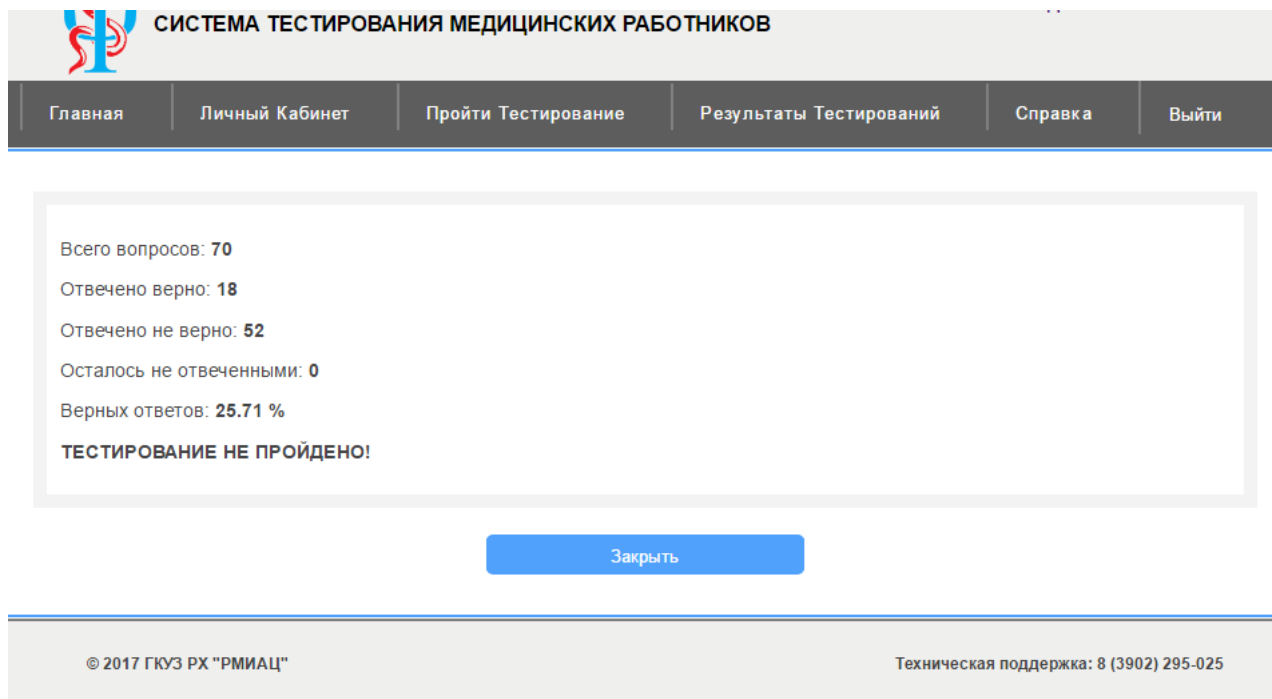 СИСТЕМА ТЕСТИРОВАНИЯ МЕДИЦИНСКИХ РАБОТНИКОВ
Главная Личный Кабинет Пройти Тестирование Результаты Тестирований Справка Выйти
Всего вопросов: 70
Отвечено верно: 18
Отвечено не верно: 52
Осталось не отвеченными: 0
Верных ответов: 25.71 %
ТЕСТИРОВАНИЕ НЕ ПРОЙДЕНО!
Закрыть
© 2017 ГКУЗ РХ "РМИАЦ" Техническая поддержка: 8 (3902) 295-025